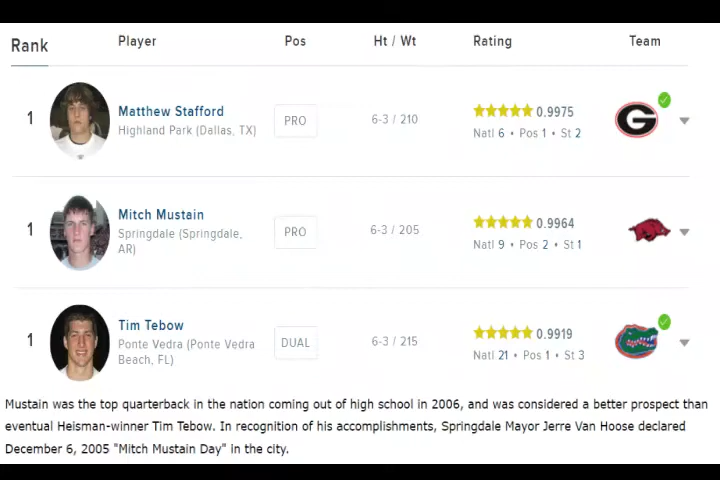 Rank Player Pos Ht / Wt Rating Team
1 Matthew Stafford PRO 6-3 / 210 0.9975 G
Highland Park (Dallas, TX) Natl 6 • Pos 1 • St 2
1 Mitch Mustain PRO 6-3 / 205 0.9964
Springdale (Springdale, Natl 9 • Pos 2 • St 1
AR)
1 Tim Tebow DUAL 6-3 / 215 0.9919
Ponte Vedra (Ponte Vedra Natl 21 • Pos 1 • St 3
Beach, FL)
Mustain was the top quarterback in the nation coming out of high school in 2006, and was considered a better prospect than
eventual Heisman-winner Tim Tebow. In recognition of his accomplishments, Springdale Mayor Jerre Van Hoose declared
December 6, 2005 "Mitch Mustain Day" in the city.